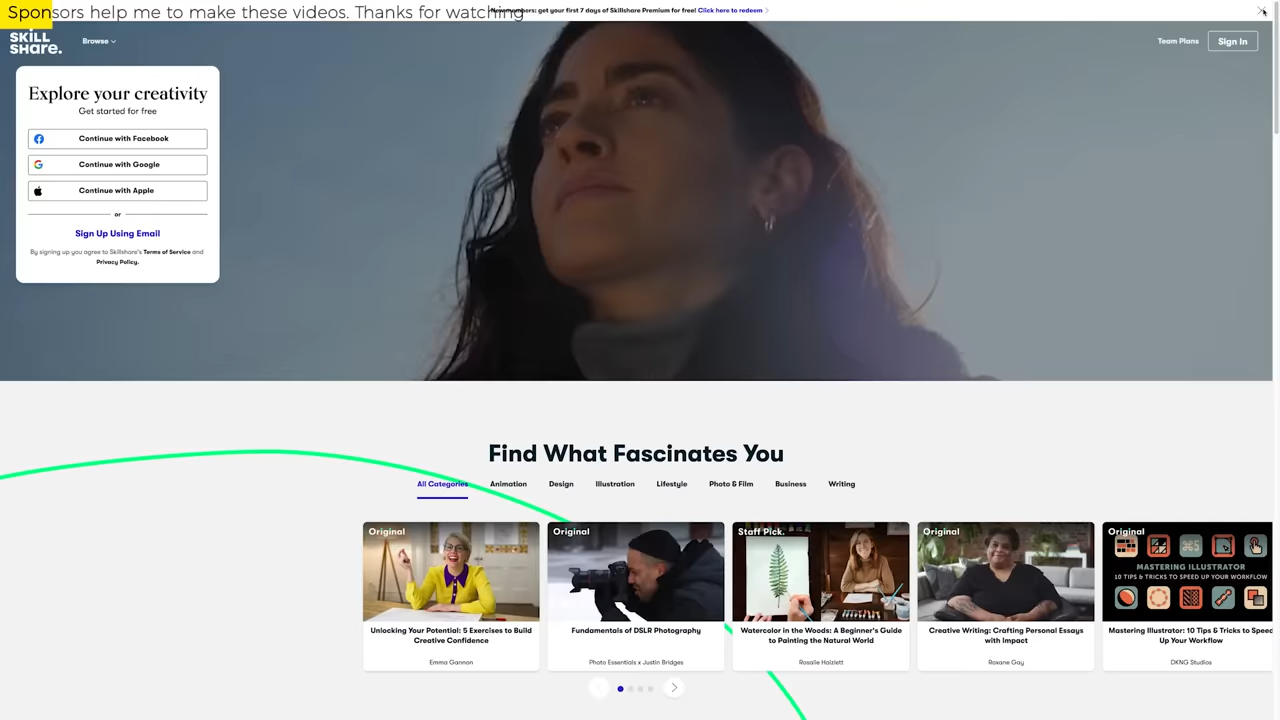 Sponsors help me to make these videos. Thanks for watching
New members: get your first 7 days of Skillshare Premium for free! Click here to redeem
SKILL
SHARE.
Browse
Team Plans
Sign In
Explore your creativity
Get started for free
Continue with Facebook
Continue with Google
Continue with Apple
or
Sign Up Using Email
By signing up you agree to Skillshare's Terms of Service and
Privacy Policy.
Find What Fascinates You
All Categories
Animation
Design
Illustration
Lifestyle
Photo & Film
Business
Writing
Original
Original
Staff Pick.
Original
Original
⌘5
MASTERING ILLUSTRATOR
10 TIPS & TRICKS TO SPEED UP YOUR WORKFLOW
Unlocking Your Potential: 5 Exercises to Build
Creative Confidence
Emma Gannon
Fundamentals of DSLR Photography
Photo Essentials x Justin Bridges
Watercolor in the Woods: A Beginner's Guide
to Painting the Natural World
Rosalie Haizlett
Creative Writing: Crafting Personal Essays
with Impact
Roxane Gay
Mastering Illustrator: 10 Tips & Tricks to Speed
Up Your Workflow
DKNG Studios